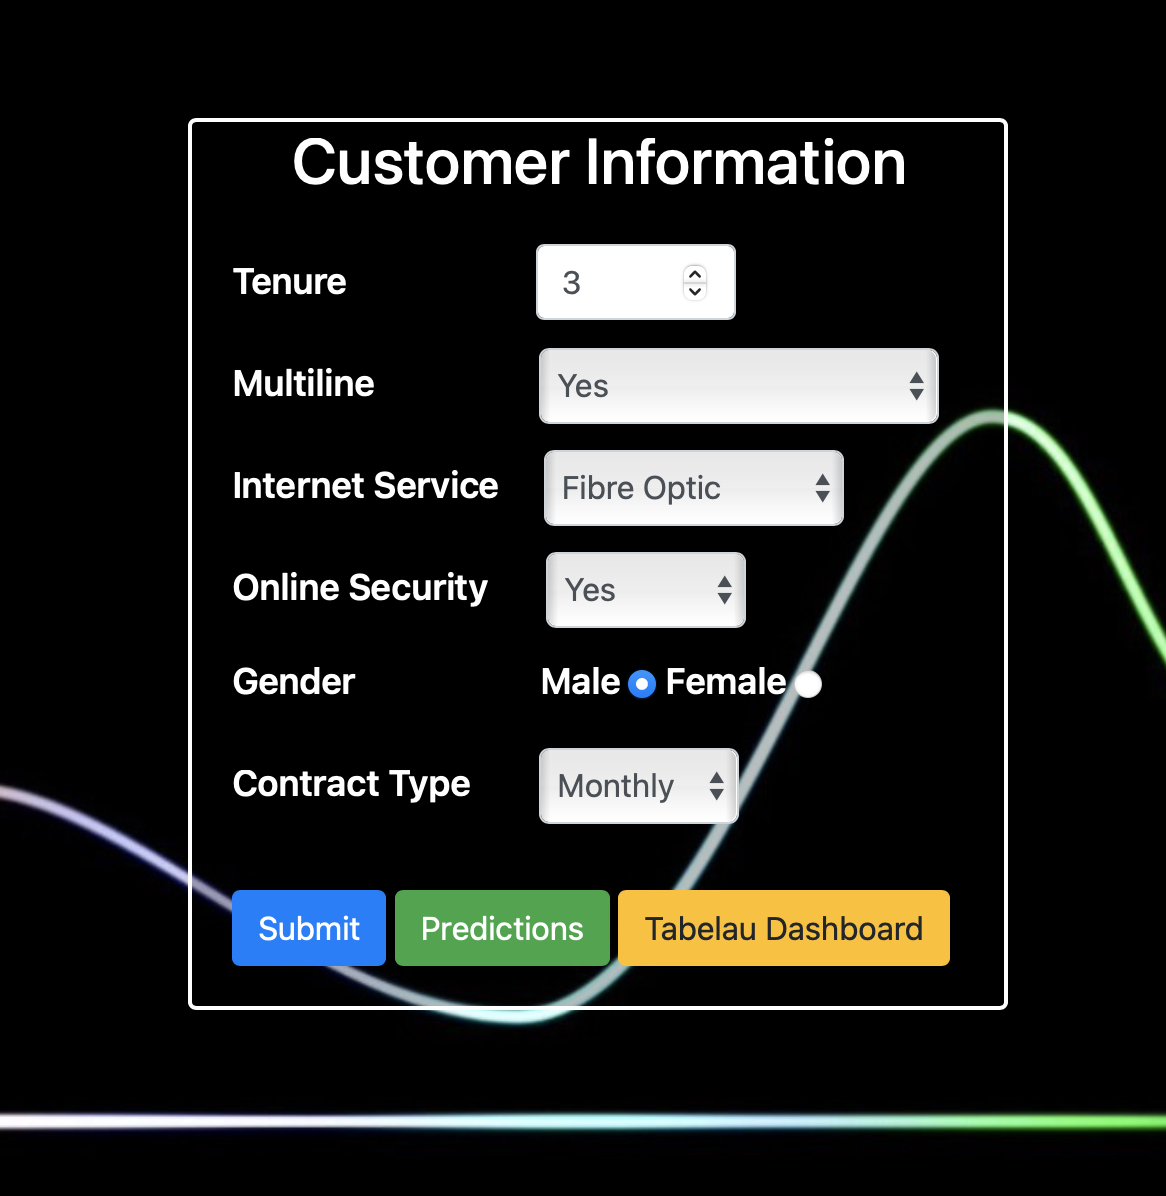 Customer Information
Tenure 3
Multiline Yes
Internet Service Fibre Optic
Online Security Yes
Gender Male Female
Contract Type Monthly
Submit Predictions Tabelau Dashboard